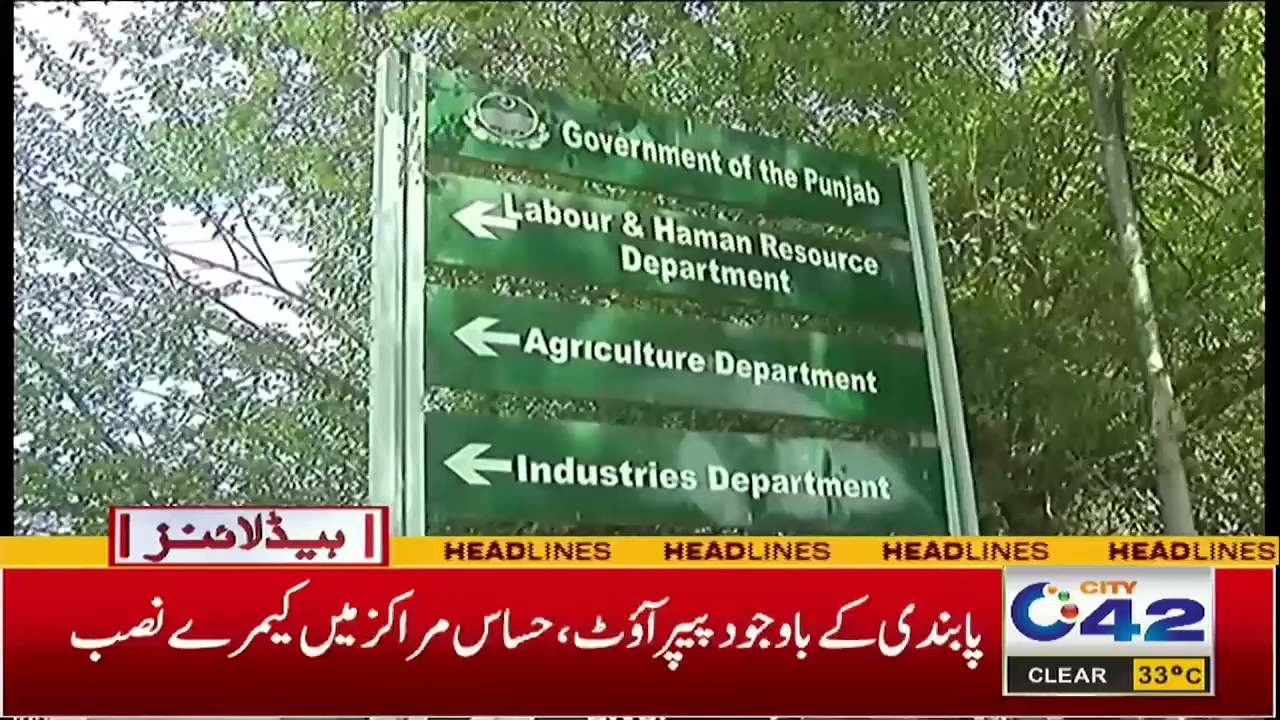 Government of the Punjab
Labour & Haman Resource
Department
Agriculture Department
Industries Department
ہیڈلائنز
HEADLINES HEADLINES HEADLINES HEADLINES
پابندی کے باوجود پیپر آؤٹ، حساس مراکز میں کیمرے نصب
CITY
42
CLEAR 33°C